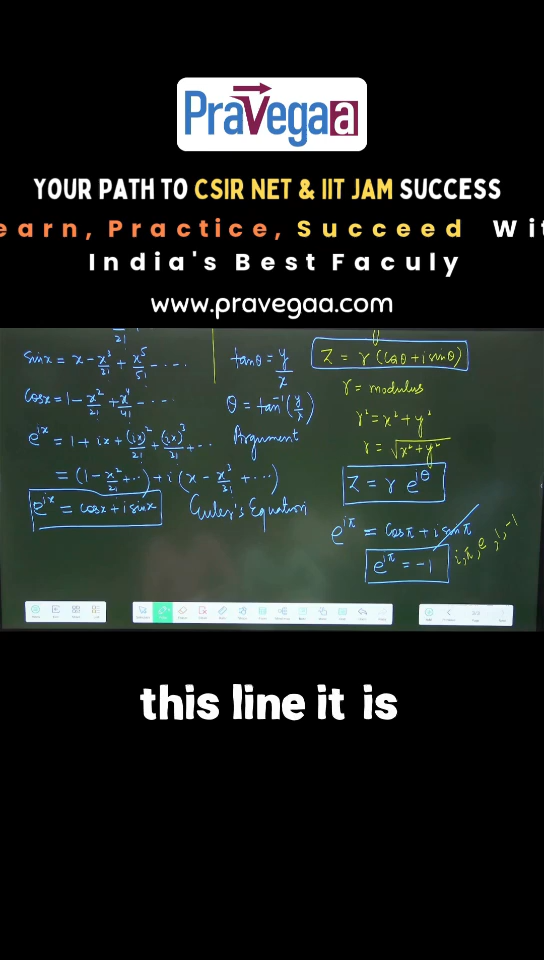 PraVegaa
YOUR PATH TO CSIR NET & IIT JAM SUCCESS
earn, Practice, Succeed Wit
India's Best Faculy
www.pravegaa.com
2!
sinx = x - x³/3! + x⁵/5! - ....
cosx = 1 - x²/2! + x⁴/4! - ....
e^ix = 1 + ix + (ix)²/2! + (ix)³/3! + ...
= (1 - x²/2! + ..) + i (x - x³/3! + ...)
e^ix = cosx + i sinx Euler's Equation
tanθ = y/x
θ = tan⁻¹(y/x)
Argument
Z = r (cosθ + i sinθ)
r = modulus
r² = x² + y²
r = √(x² + y²)
Z = r e^iθ
e^iπ = cosπ + i sinπ
e^iπ = -1
i, π, e, 1, -1
this line it is